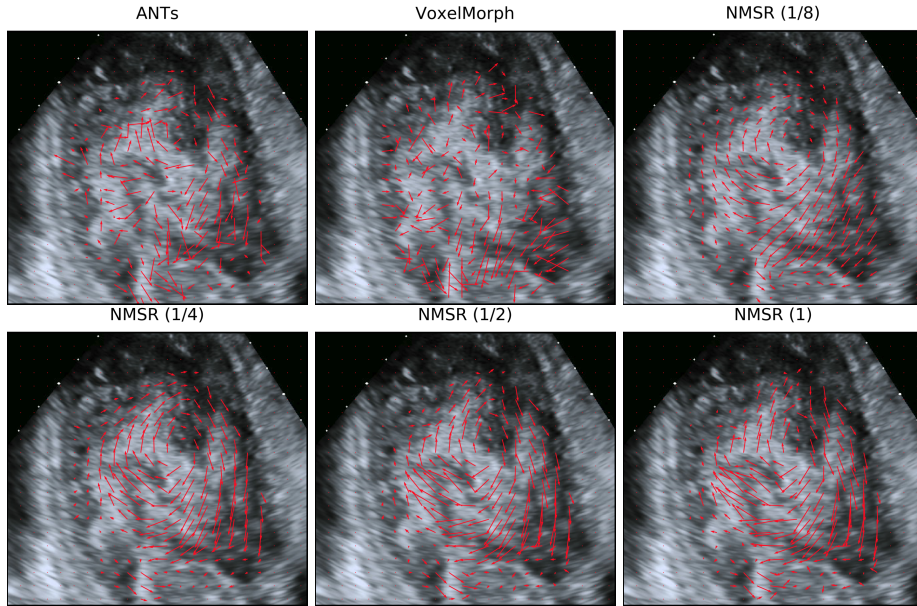 ANTs
VoxelMorph
NMSR (1/8)
NMSR (1/4)
NMSR (1/2)
NMSR (1)